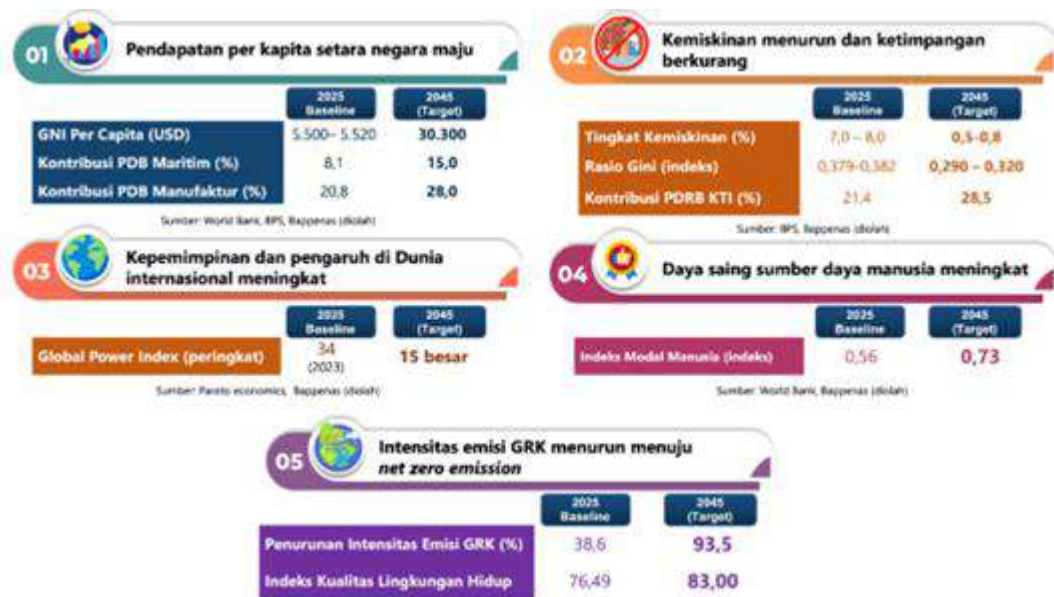 01
Pendapatan per kapita setara negara maju
2025 Baseline
2045 (Target)
GNI Per Capita (USD) 5.500– 5.520 30.300
Kontribusi PDB Maritim (%) 8,1 15,0
Kontribusi PDB Manufaktur (%) 20,8 28,0
Sumber: World Bank, BPS, Bappenas (diolah)
02
Kemiskinan menurun dan ketimpangan
berkurang
2025 Baseline
2045 (Target)
Tingkat Kemiskinan (%) 7,0 – 8,0 0,5-0,8
Rasio Gini (indeks) 0,379-0,382 0,290 – 0,320
Kontribusi PDRB KTI (%) 21,4 28,5
Sumber: BPS, Bappenas (diolah)
03
Kepemimpinan dan pengaruh di Dunia
internasional meningkat
2025 Baseline
2045 (Target)
Global Power Index (peringkat) 34 15 besar
(2023)
Sumber: Pareto economics, Bappenas (diolah)
04
Daya saing sumber daya manusia meningkat
2025 Baseline
2045 (Target)
Indeks Modal Manusia (indeks) 0,56 0,73
Sumber: World Bank, Bappenas (diolah)
05
Intensitas emisi GRK menurun menuju
net zero emission
2025 Baseline
2045 (Target)
Penurunan Intensitas Emisi GRK (%) 38,6 93,5
Indeks Kualitas Lingkungan Hidup 76,49 83,00